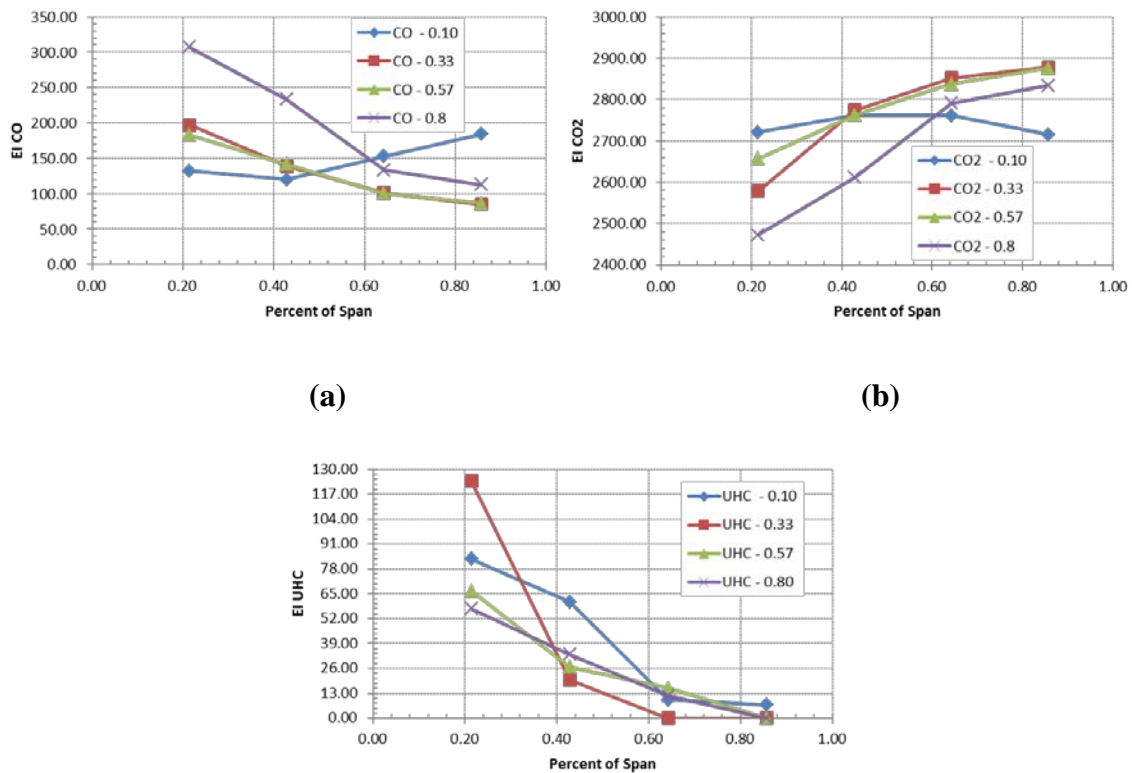 350.00
300.00
250.00
200.00
150.00
100.00
50.00
0.00
EI CO
0.00 0.20 0.40 0.60 0.80 1.00
Percent of Span
CO - 0.10
CO - 0.33
CO - 0.57
CO - 0.8
(a)
3000.00
2900.00
2800.00
2700.00
2600.00
2500.00
2400.00
EI CO2
0.00 0.20 0.40 0.60 0.80 1.00
Percent of Span
CO2 - 0.10
CO2 - 0.33
CO2 - 0.57
CO2 - 0.8
(b)
130.00
117.00
104.00
91.00
78.00
65.00
52.00
39.00
26.00
13.00
0.00
EI UHC
0.00 0.20 0.40 0.60 0.80 1.00
Percent of Span
UHC - 0.10
UHC - 0.33
UHC - 0.57
UHC - 0.80